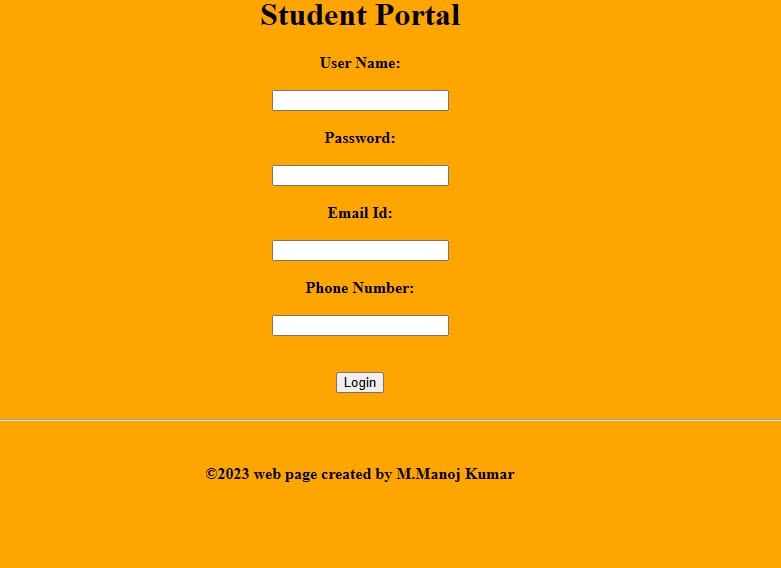 Student Portal
User Name:
Password:
Email Id:
Phone Number:
Login
©2023 web page created by M.Manoj Kumar